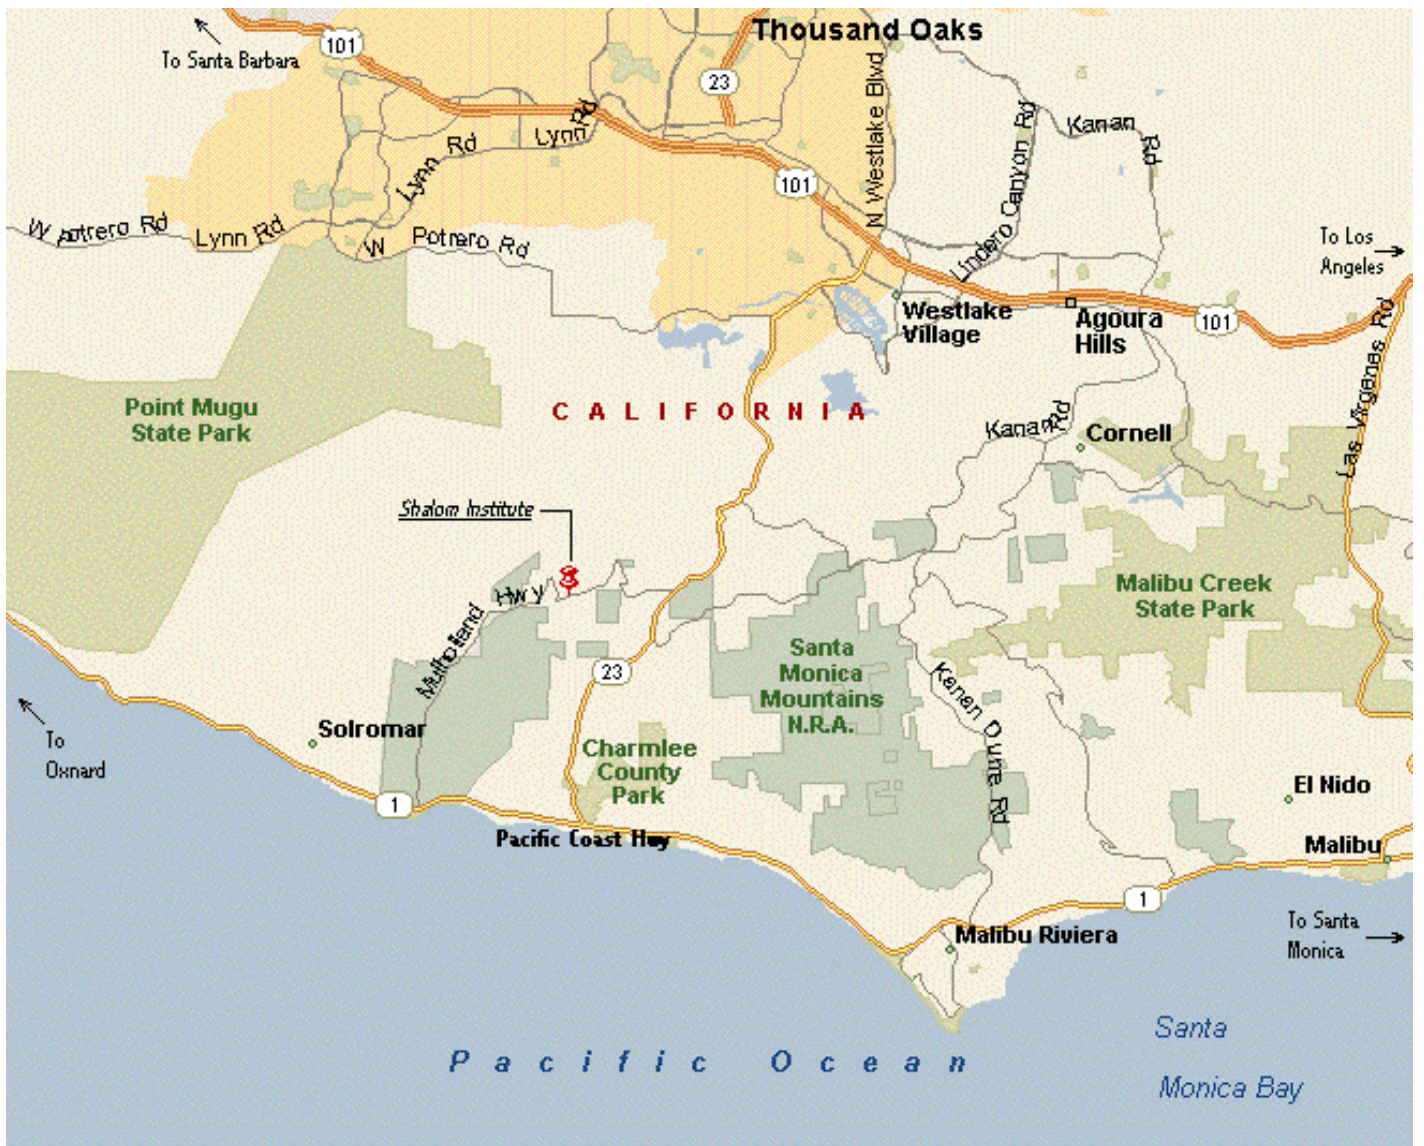 Thousand Oaks
To Santa Barbara
101
23
N Westlake Blvd
Kanan
Rd
Lynn Rd
Lynn Rd
Lindero Canyon Rd
101
W Potrero Rd
Lynn Rd
W Potrero Rd
To Los
Angeles
Westlake
Village
Agoura
Hills
101
Las Virgenes Rd
Point Mugu
State Park
CALIFORNIA
Kanan Rd
Cornell
Shalom Institute
Mulholland Hwy
Malibu Creek
State Park
23
Santa
Monica
Mountains
N.R.A.
Kanan Dume Rd
Solromar
To
Oxnard
Charmlee
County
Park
1
El Nido
Pacific Coast Hwy
Malibu
1
To Santa
Monica
Malibu Riviera
Pacific Ocean
Santa
Monica Bay